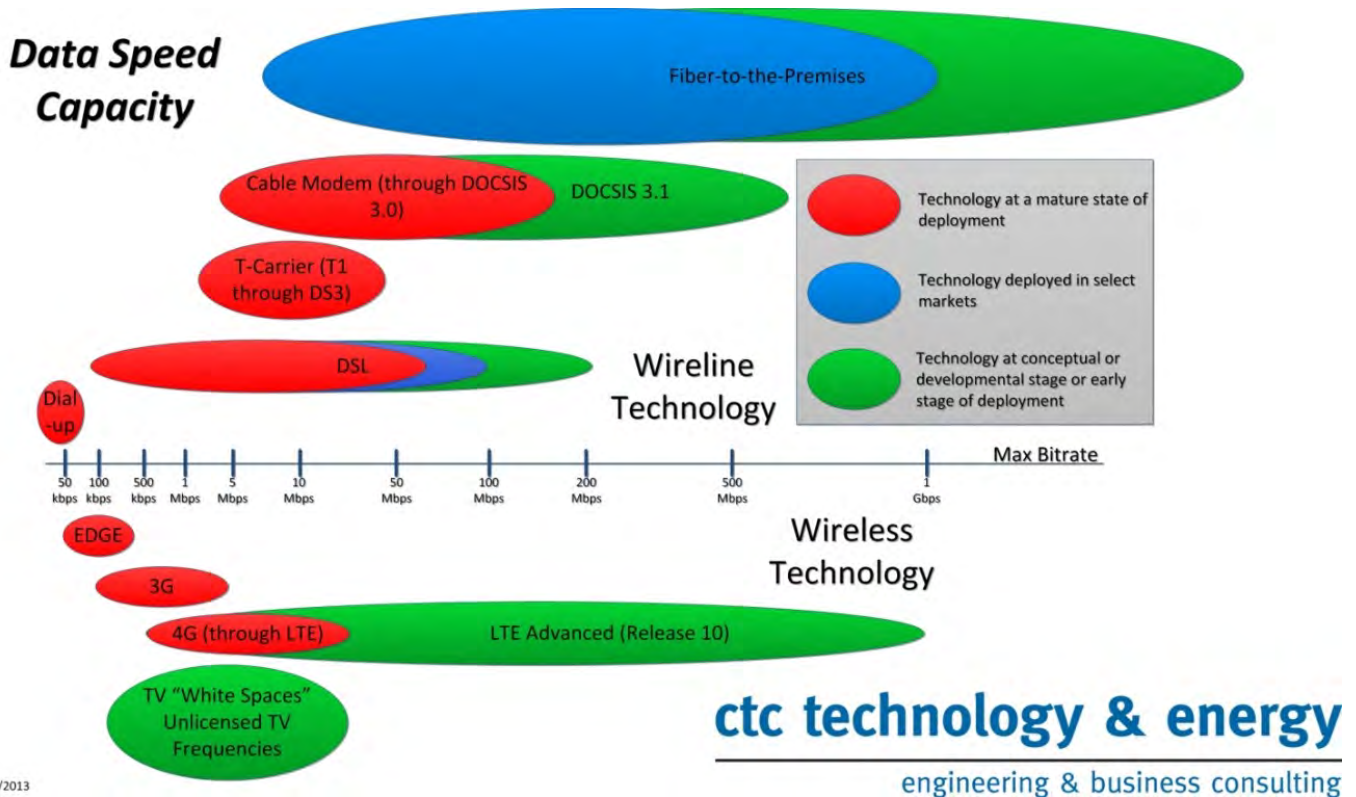 Data Speed
Capacity
Fiber-to-the-Premises
Cable Modem (through DOCSIS
3.0)
DOCSIS 3.1
T-Carrier (T1
through DS3)
DSL
Dial
-up
Wireline
Technology
Technology at a mature state of
deployment
Technology deployed in select
markets
Technology at conceptual or
developmental stage or early
stage of deployment
Max Bitrate
50
kbps
100
kbps
500
kbps
1
Mbps
5
Mbps
10
Mbps
50
Mbps
100
Mbps
200
Mbps
500
Mbps
1
Gbps
EDGE
Wireless
Technology
3G
4G (through LTE)
LTE Advanced (Release 10)
TV "White Spaces"
Unlicensed TV
Frequencies
ctc technology & energy
engineering & business consulting
/2013